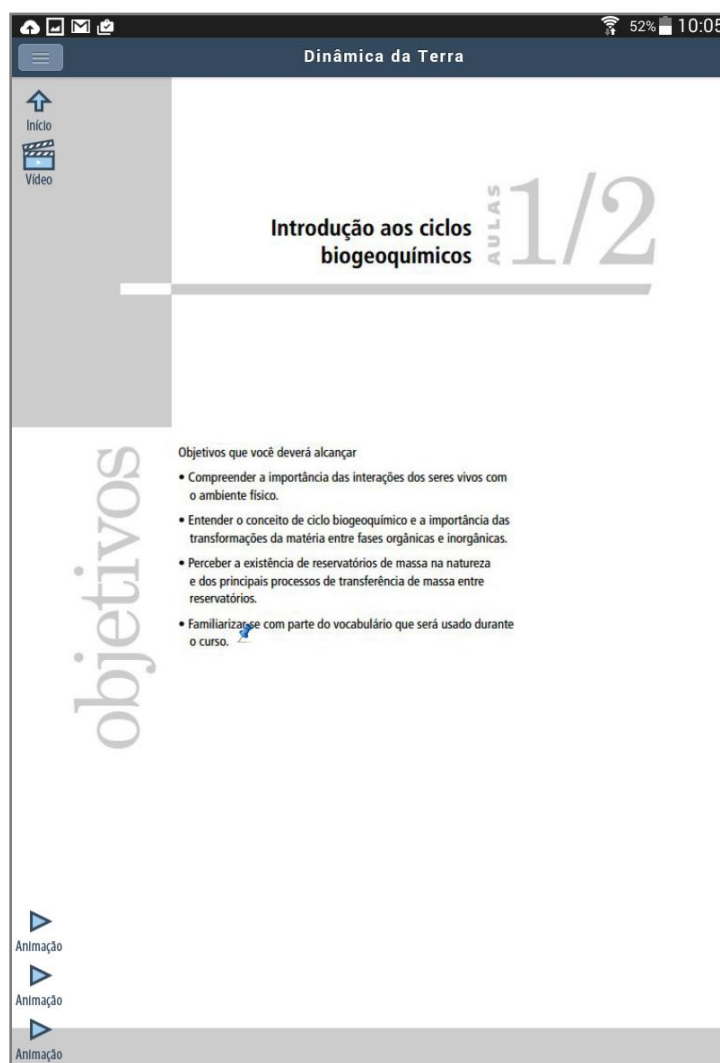 52% 10:05
Dinâmica da Terra
Início
Vídeo
Introdução aos ciclos
biogeoquímicos
AULAS
1/2
objetivos
Objetivos que você deverá alcançar
• Compreender a importância das interações dos seres vivos com
o ambiente físico.
• Entender o conceito de ciclo biogeoquímico e a importância das
transformações da matéria entre fases orgânicas e inorgânicas.
• Perceber a existência de reservatórios de massa na natureza
e dos principais processos de transferência de massa entre
reservatórios.
• Familiarizar-se com parte do vocabulário que será usado durante
o curso.
Animação
Animação
Animação